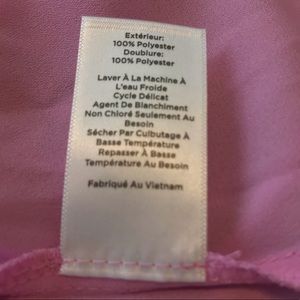 Extérieur:
100% Polyester
Doublure:
100% Polyester
Laver À La Machine À
L'eau Froide
Cycle Délicat
Agent De Blanchiment
Non Chloré Seulement Au
Besoin
Sécher Par Culbutage À
Basse Température
Repasser À Basse
Température Au Besoin
Fabriqué Au Vietnam